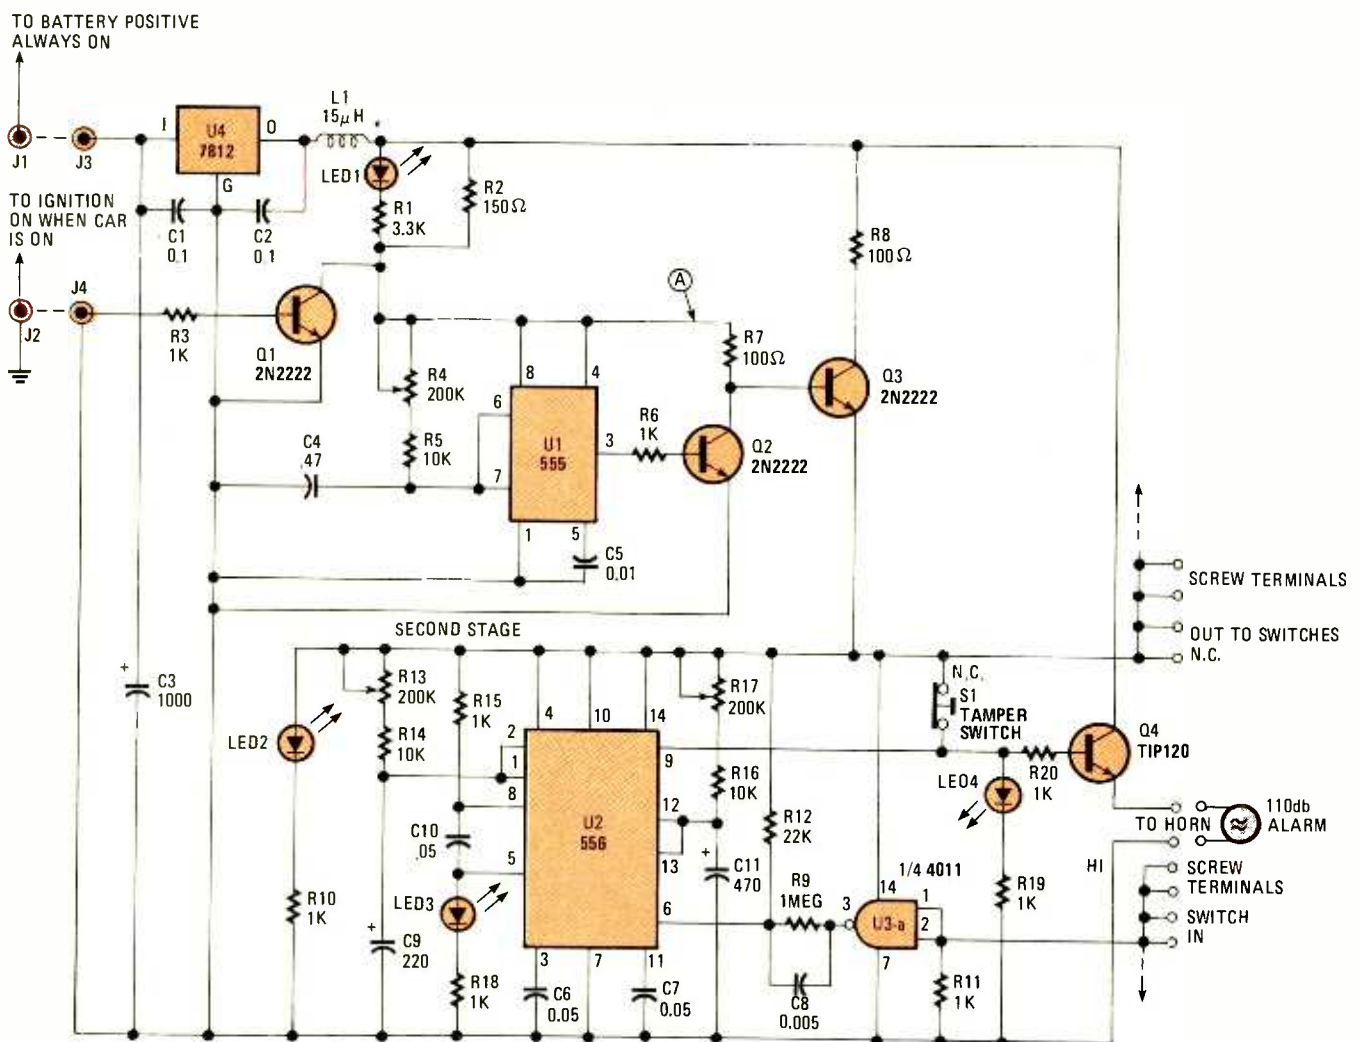 TO BATTERY POSITIVE
ALWAYS ON
J1
J3
I
U4
7812
O
G
L1
15µH
LED1
R1
3.3K
R2
150Ω
C1
0.1
C2
0.1
TO IGNITION
ON WHEN CAR
IS ON
J2
J4
R3
1K
Q1
2N2222
R4
200K
R5
10K
C4
.47
8
4
6
7
3
1
5
U1
555
C5
0.01
R6
1K
A
R7
100Ω
Q2
2N2222
R8
100Ω
Q3
2N2222
SCREW TERMINALS
OUT TO SWITCHES
N.C.
SECOND STAGE
+
C3
1000
LED2
R10
1K
R13
200K
R14
10K
+
C9
220
R15
1K
C10
.05
LED3
R18
1K
4
10
14
2
1
8
5
9
12
13
6
3
7
11
U2
556
C6
0.05
C7
0.05
R17
200K
R16
10K
+
C11
470
R12
22K
R9
1MEG
C8
0.005
1/4 4011
3
14
1
2
7
U3-a
R11
1K
N.C.
S1
TAMPER
SWITCH
LEO4
R19
1K
R20
1K
Q4
TIP120
TO HORN
110db
ALARM
HI
SCREW
TERMINALS
SWITCH
IN